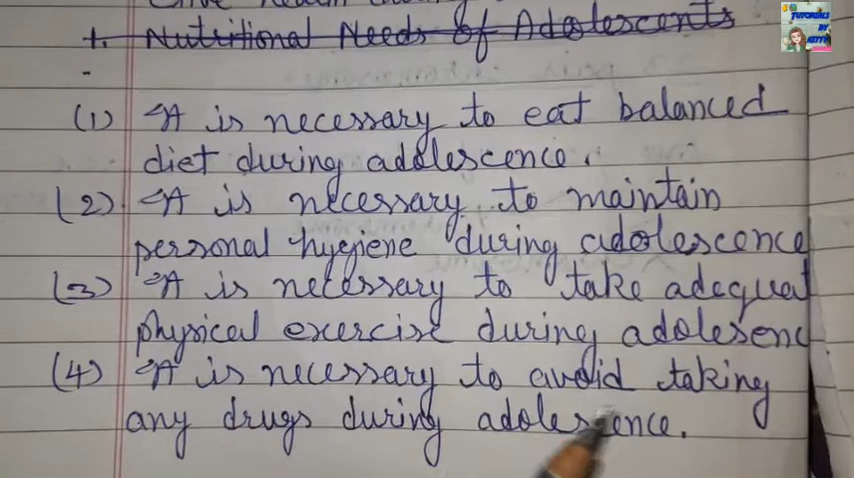 1. Nutritional Needs of Adolescents
TUTORIALS
BY
(1) It is necessary to eat balanced
diet during adolescence.
(2) It is necessary to maintain
personal hygiene during adolescence
(3) It is necessary to take adequat
physical exercise during adolesenc
(4) It is necessary to avoid taking
any drugs during adolescence.